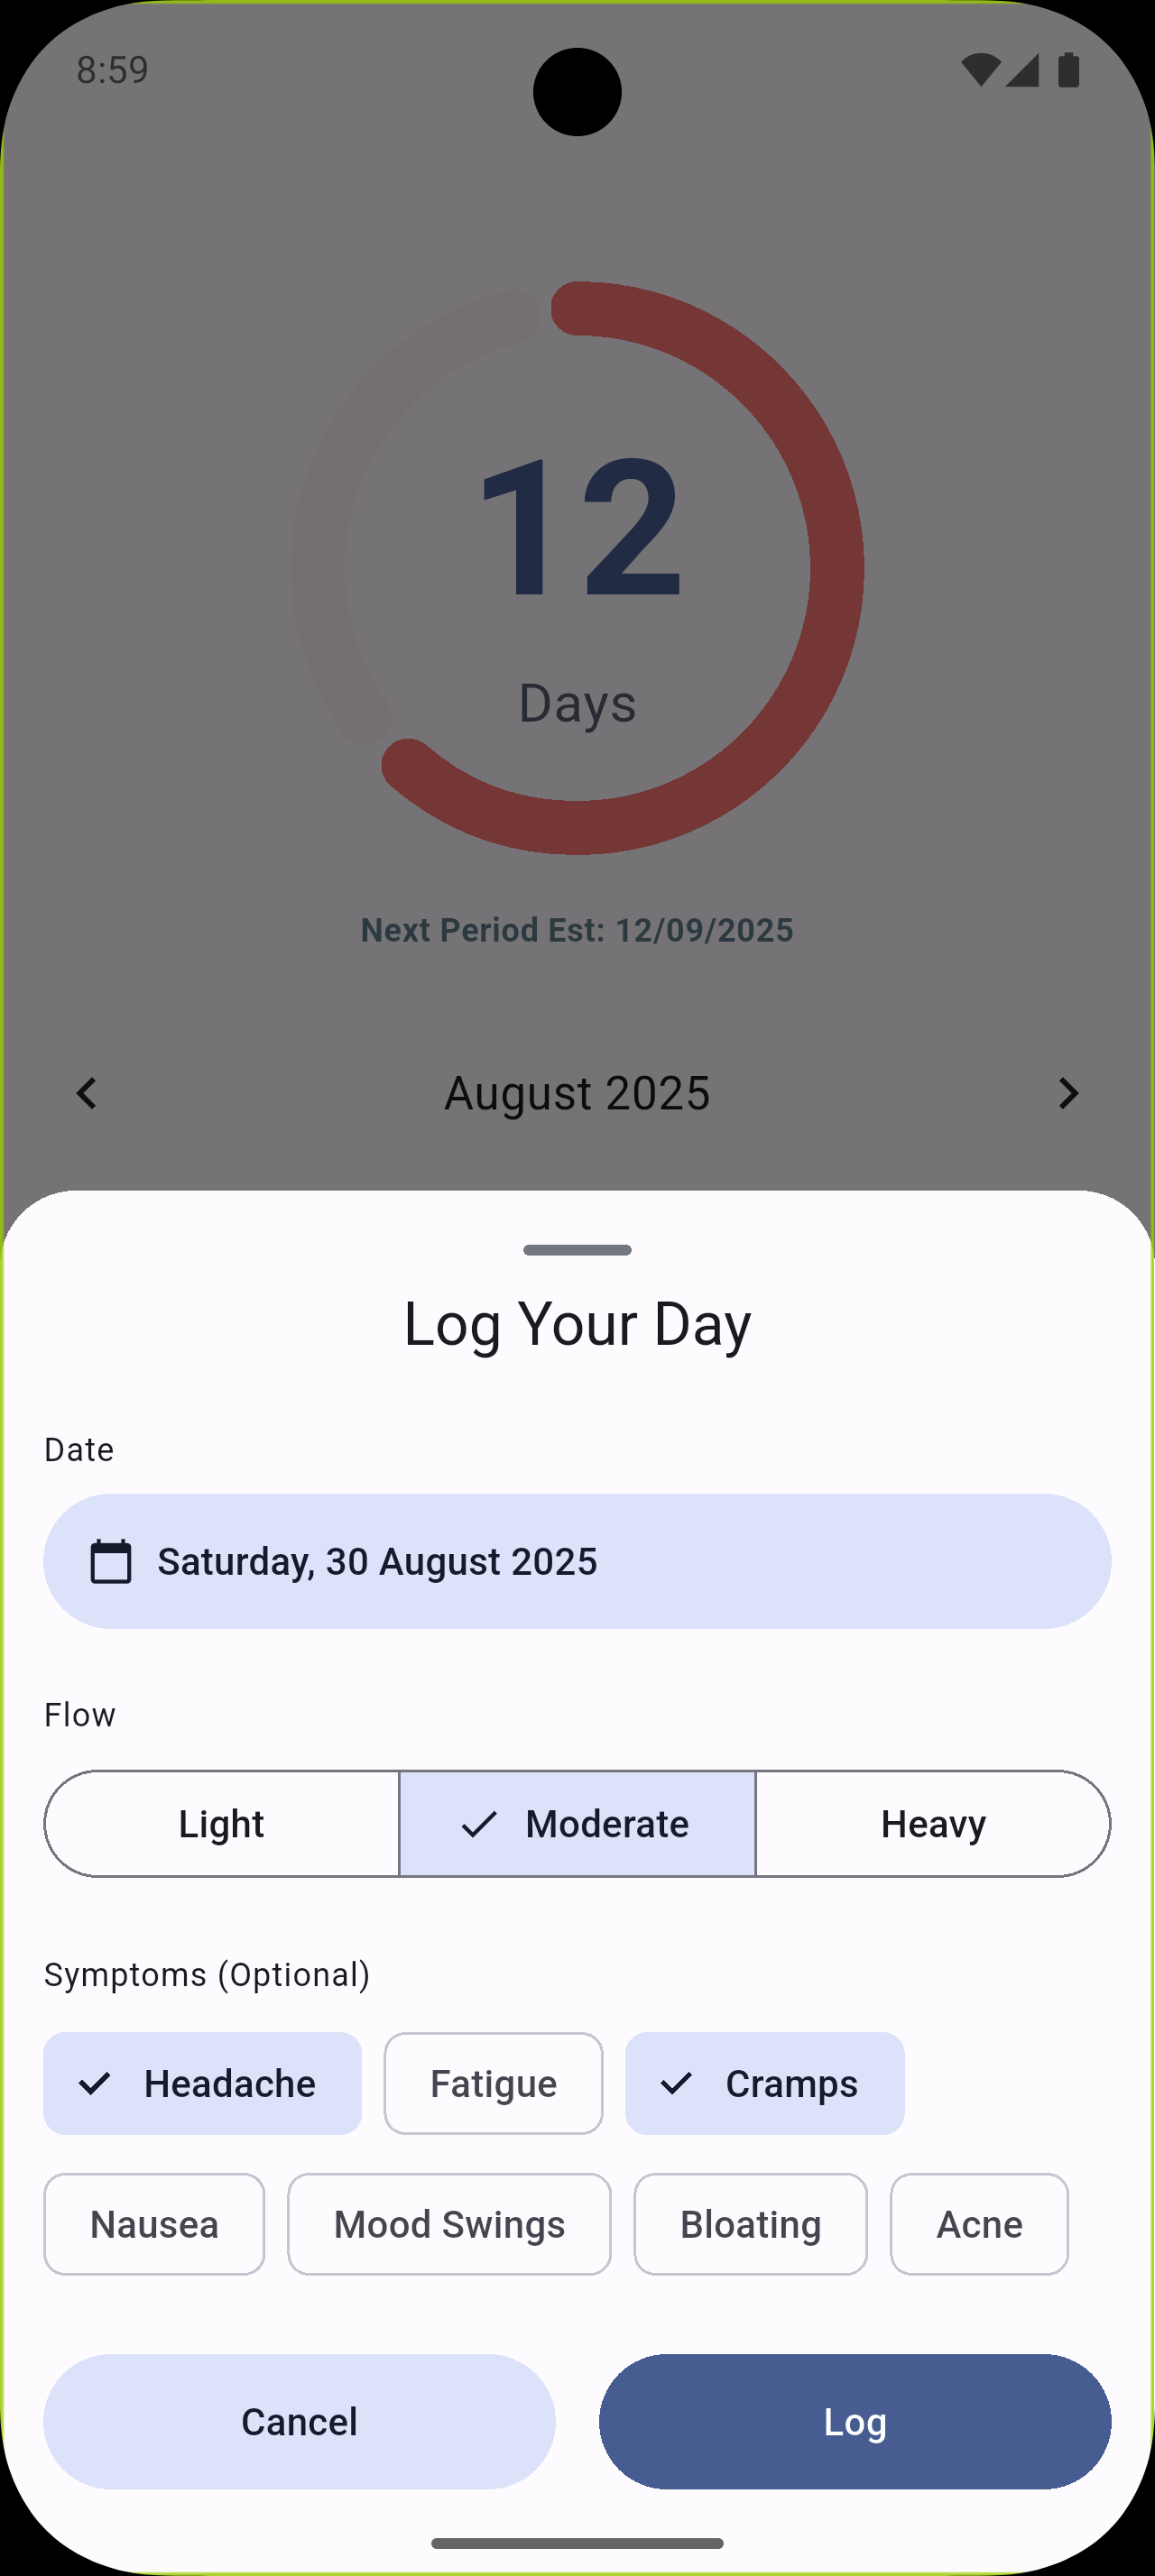 8:59
12
Days
Next Period Est: 12/09/2025
August 2025
Log Your Day
Date
Saturday, 30 August 2025
Flow
Light Moderate Heavy
Symptoms (Optional)
Headache Fatigue Cramps
Nausea Mood Swings Bloating Acne
Cancel Log